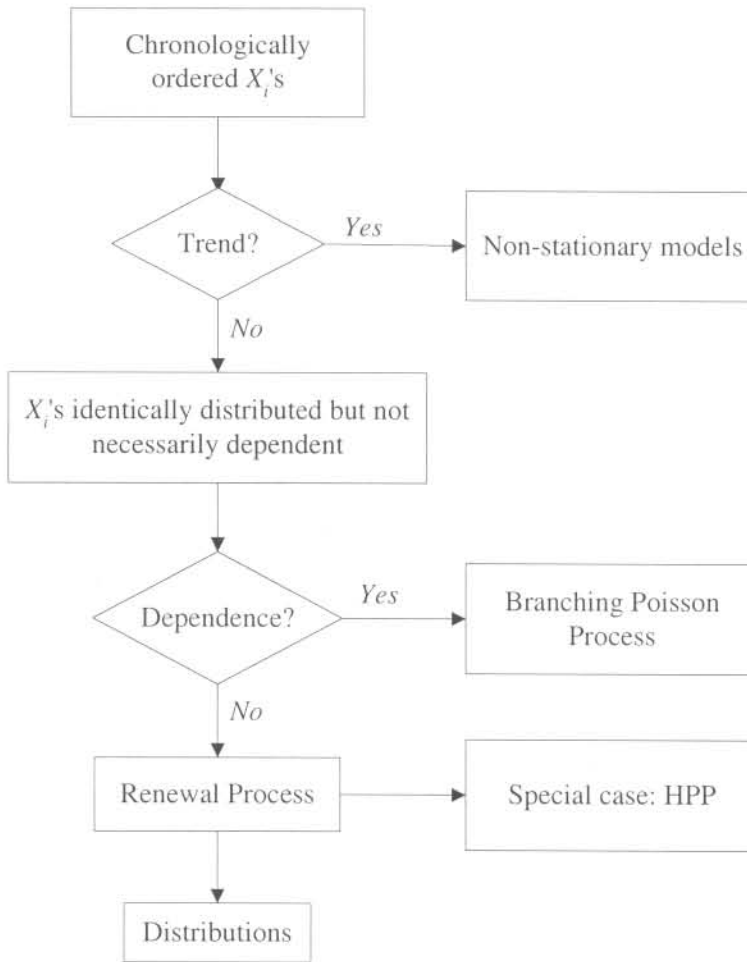 Chronologically
ordered Xi's
Trend?
Yes
Non-stationary models
No
Xi's identically distributed but not
necessarily dependent
Dependence?
Yes
Branching Poisson
Process
No
Renewal Process
Special case: HPP
Distributions